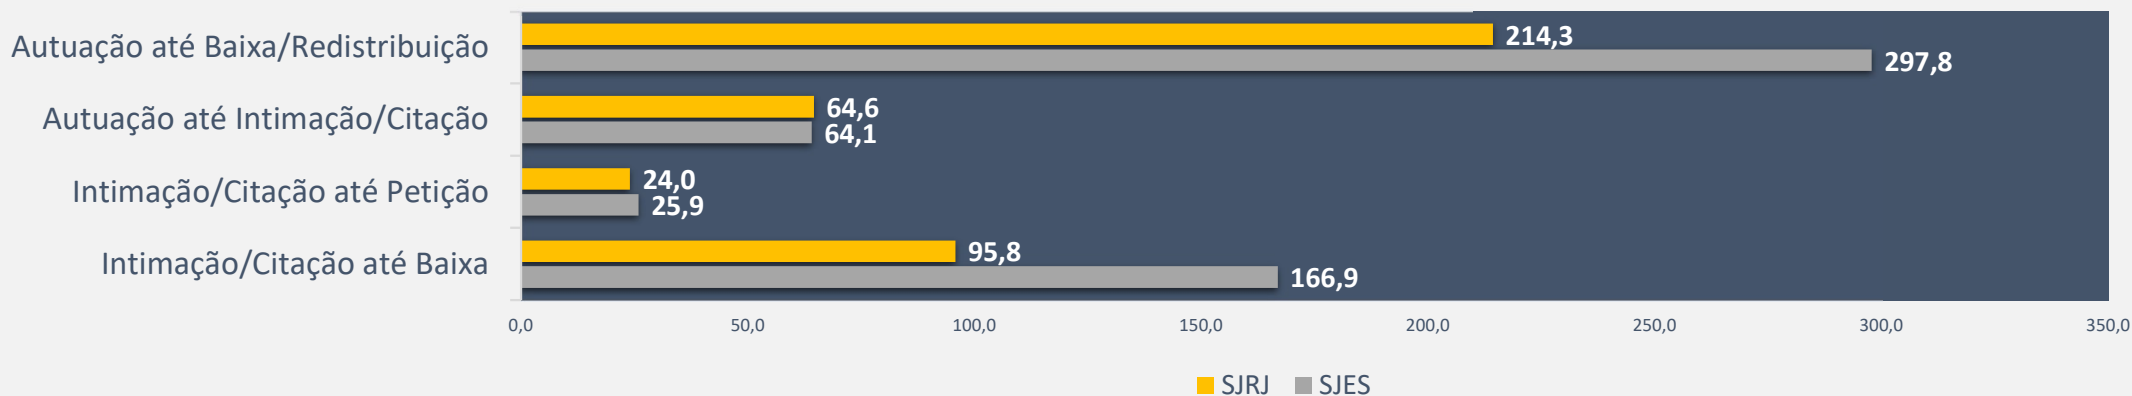 Autuação até Baixa/Redistribuição
214,3
297,8
Autuação até Intimação/Citação
64,6
64,1
Intimação/Citação até Petição
24,0
25,9
Intimação/Citação até Baixa
95,8
166,9
0,0 50,0 100,0 150,0 200,0 250,0 300,0 350,0
SJRJ SJES